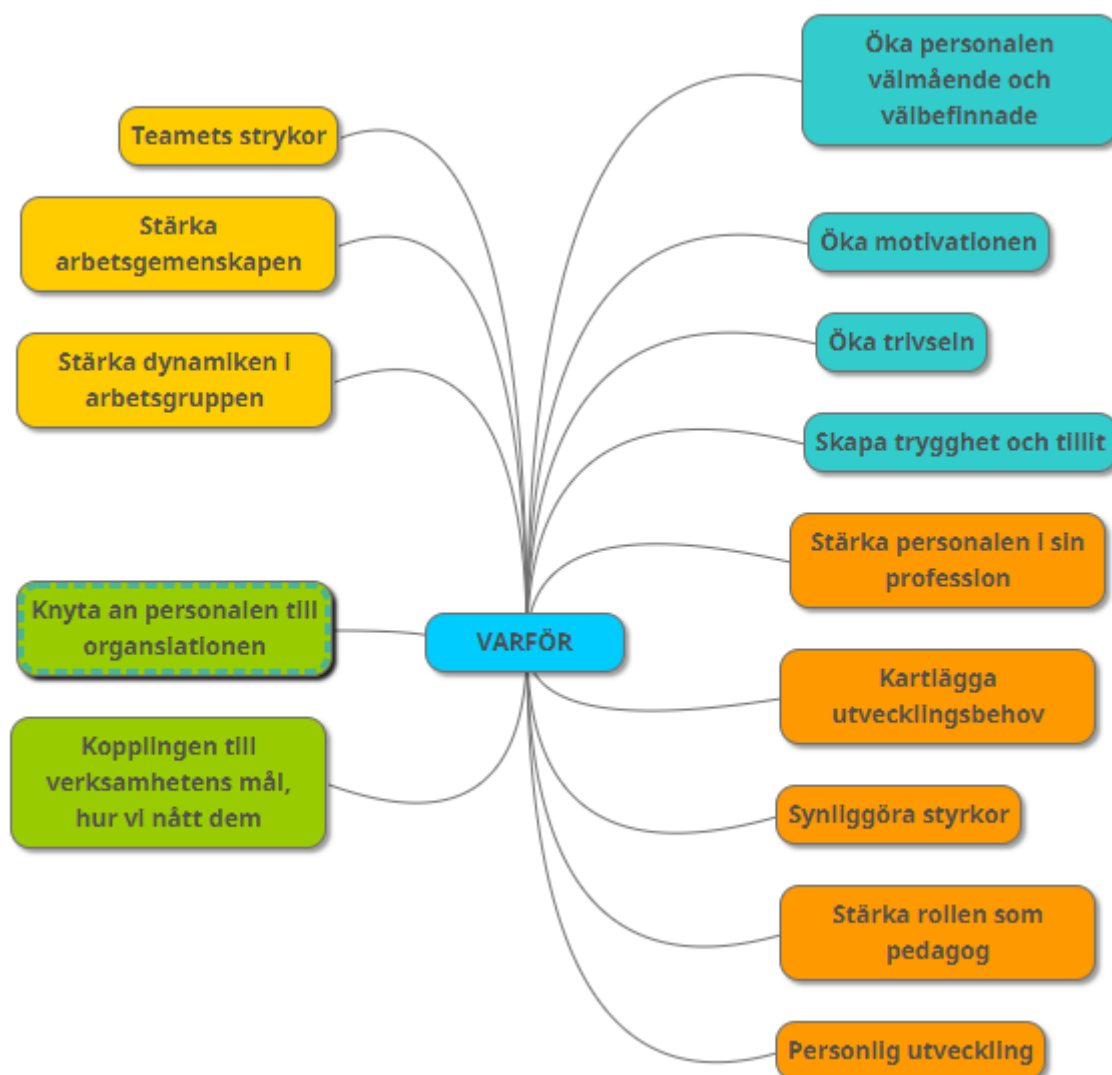 Teamets strykor
Stärka
arbetsgemenskapen
Stärka dynamiken i
arbetsgruppen
Knyta an personalen till
organsiationen
Kopplingen till
verksamhetens mål,
hur vi nått dem
VARFÖR
Öka personalen
välmående och
välbefinnade
Öka motivationen
Öka trivseln
Skapa trygghet och tillit
Stärka personalen i sin
profession
Kartlägga
utvecklingsbehov
Synliggöra styrkor
Stärka rollen som
pedagog
Personlig utveckling